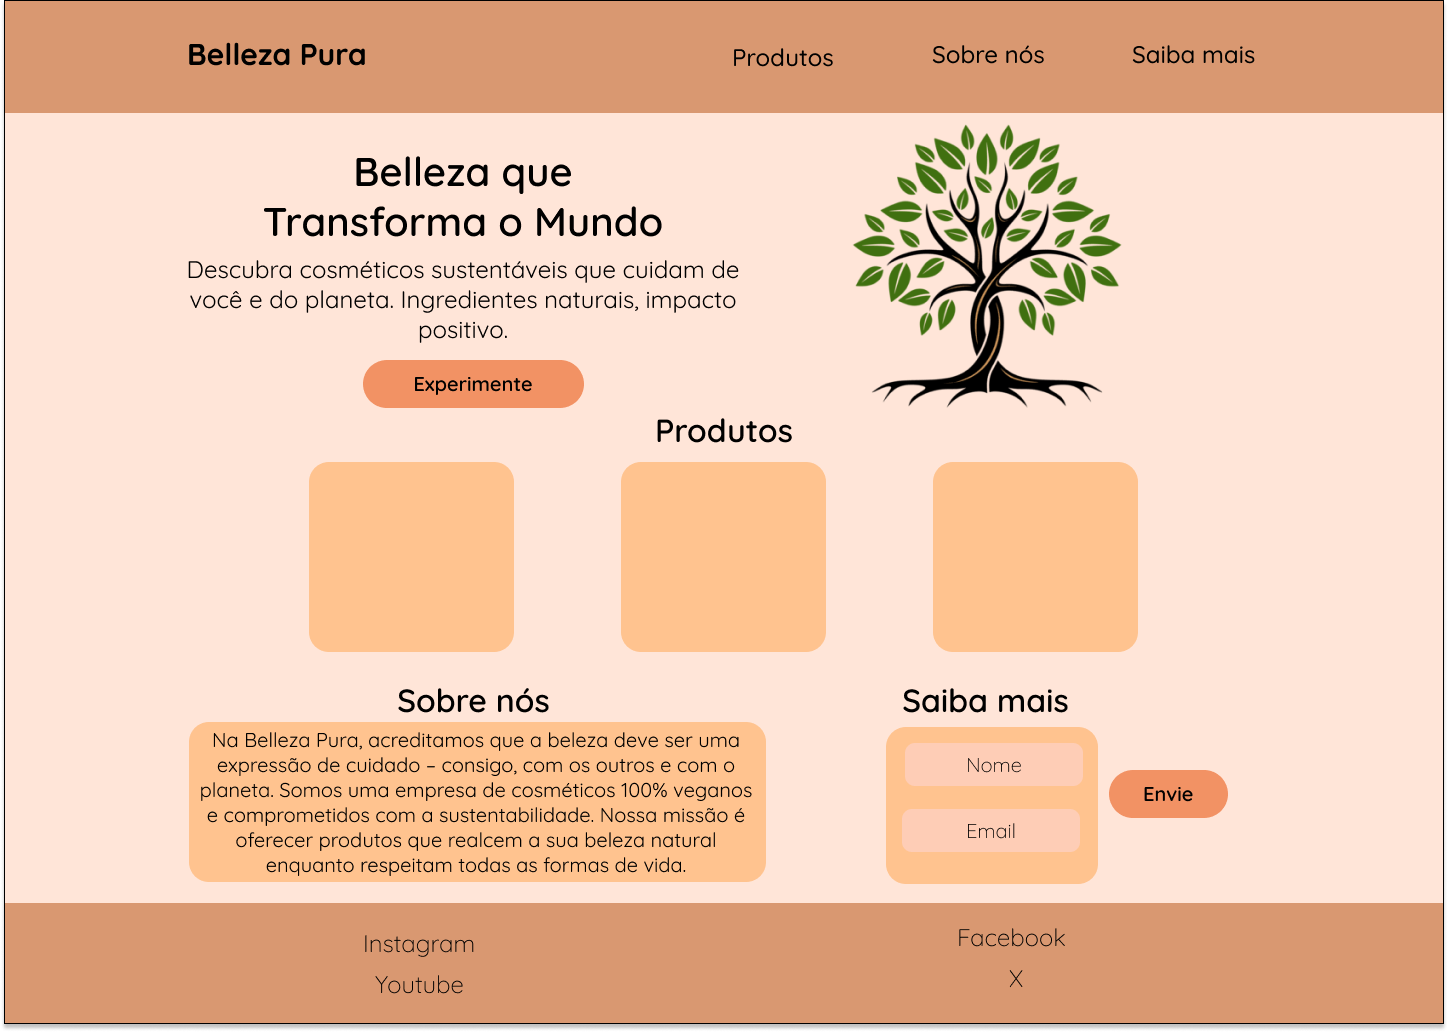 Belleza Pura
Produtos
Sobre nós
Saiba mais
Belleza que
Transforma o Mundo
Descubra cosméticos sustentáveis que cuidam de
você e do planeta. Ingredientes naturais, impacto
positivo.
Experimente
Produtos
Sobre nós
Na Belleza Pura, acreditamos que a beleza deve ser uma
expressão de cuidado – consigo, com os outros e com o
planeta. Somos uma empresa de cosméticos 100% veganos
e comprometidos com a sustentabilidade. Nossa missão é
oferecer produtos que realcem a sua beleza natural
enquanto respeitam todas as formas de vida.
Saiba mais
Nome
Email
Envie
Instagram
Youtube
Facebook
X